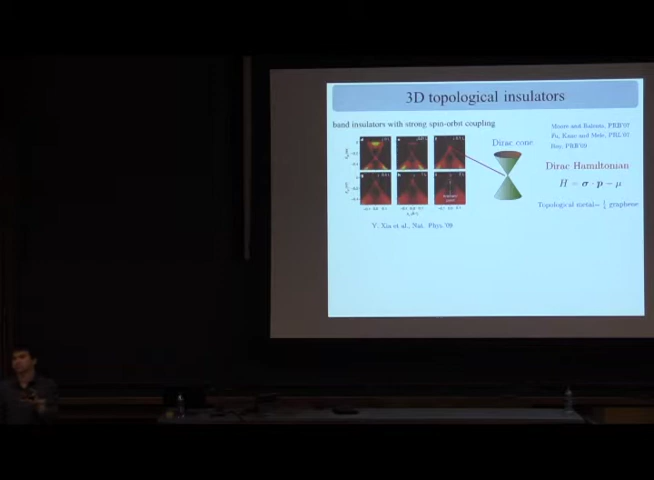 3D topological insulators
band insulators with strong spin-orbit coupling
Moore and Balents, PRB'07
Fu, Kane and Mele, PRL'07
Roy, PRB'09
Dirac cone
Dirac Hamiltonian
H = σ · p − μ
Topological metal= 1/4 graphene
Y. Xia et al., Nat. Phys.'09